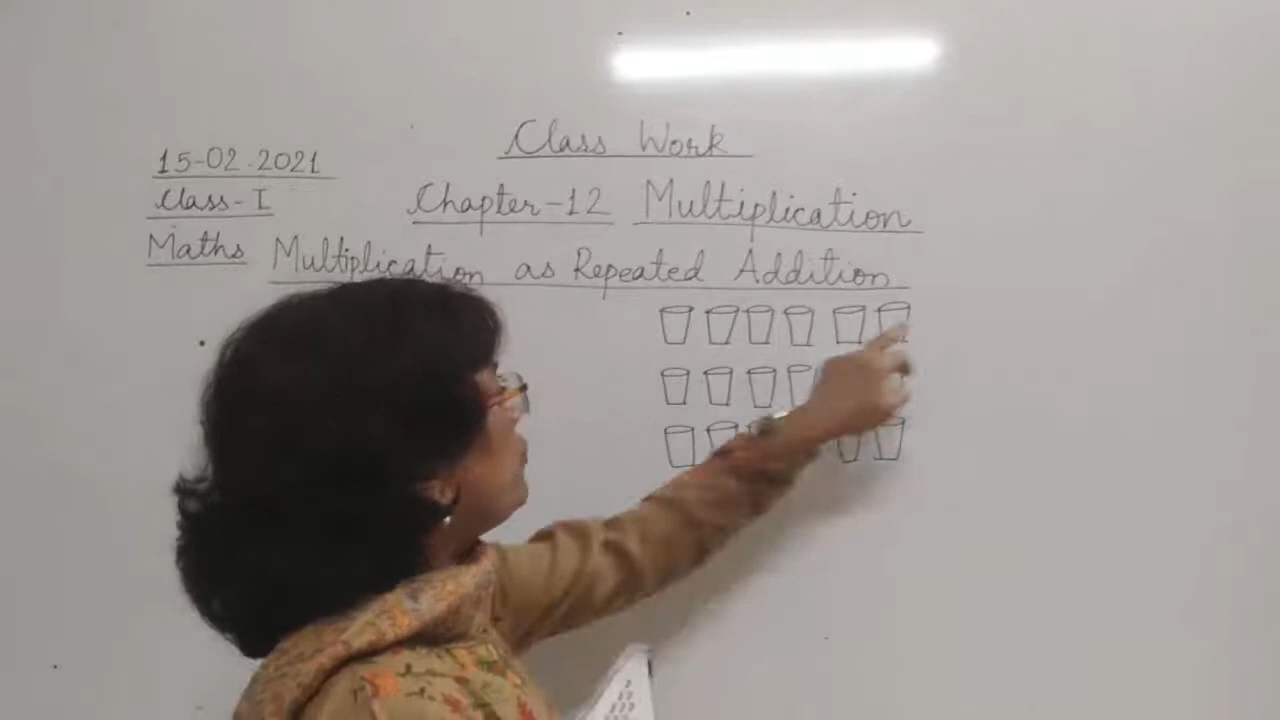 Class Work
15-02-2021
Class-I
Chapter-12 Multiplication
Maths Multiplication as Repeated Addition